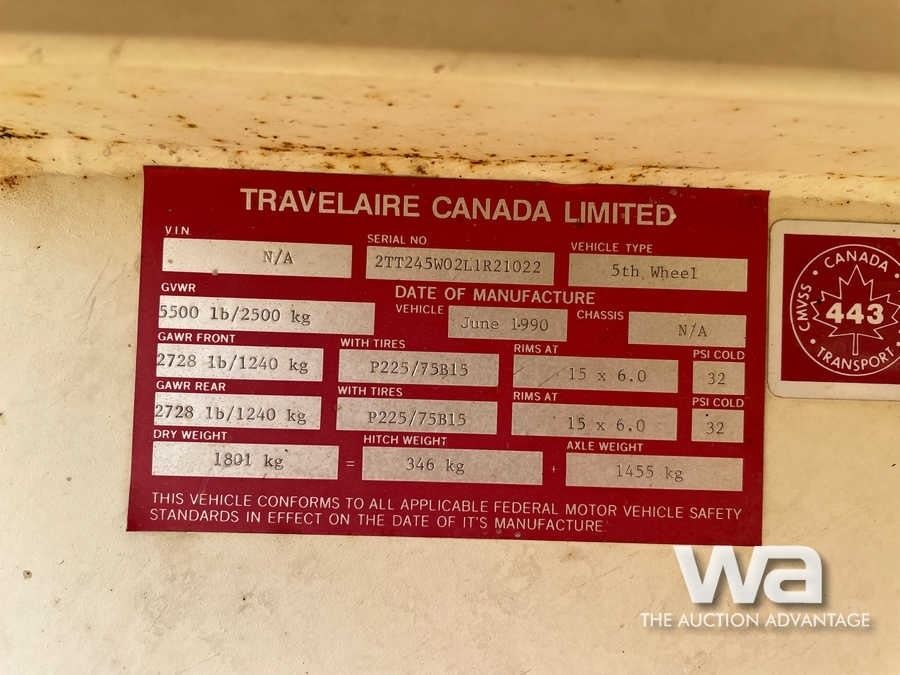 TRAVELAIRE CANADA LIMITED
VIN
N/A
SERIAL NO
2TT245W02L1R21022
VEHICLE TYPE
5th Wheel
GVWR
5500 lb/2500 kg
DATE OF MANUFACTURE
VEHICLE
June 1990
CHASSIS
N/A
GAWR FRONT
2728 lb/1240 kg
WITH TIRES
P225/75B15
RIMS AT
15 x 6.0
PSI COLD
32
GAWR REAR
2728 lb/1240 kg
WITH TIRES
P225/75B15
RIMS AT
15 x 6.0
PSI COLD
32
DRY WEIGHT
1801 kg
=
HITCH WEIGHT
346 kg
+
AXLE WEIGHT
1455 kg
THIS VEHICLE CONFORMS TO ALL APPLICABLE FEDERAL MOTOR VEHICLE SAFETY
STANDARDS IN EFFECT ON THE DATE OF IT'S MANUFACTURE
CMVSS · CANADA ·
443
· TRANSPORT
wa
THE AUCTION ADVANTAGE